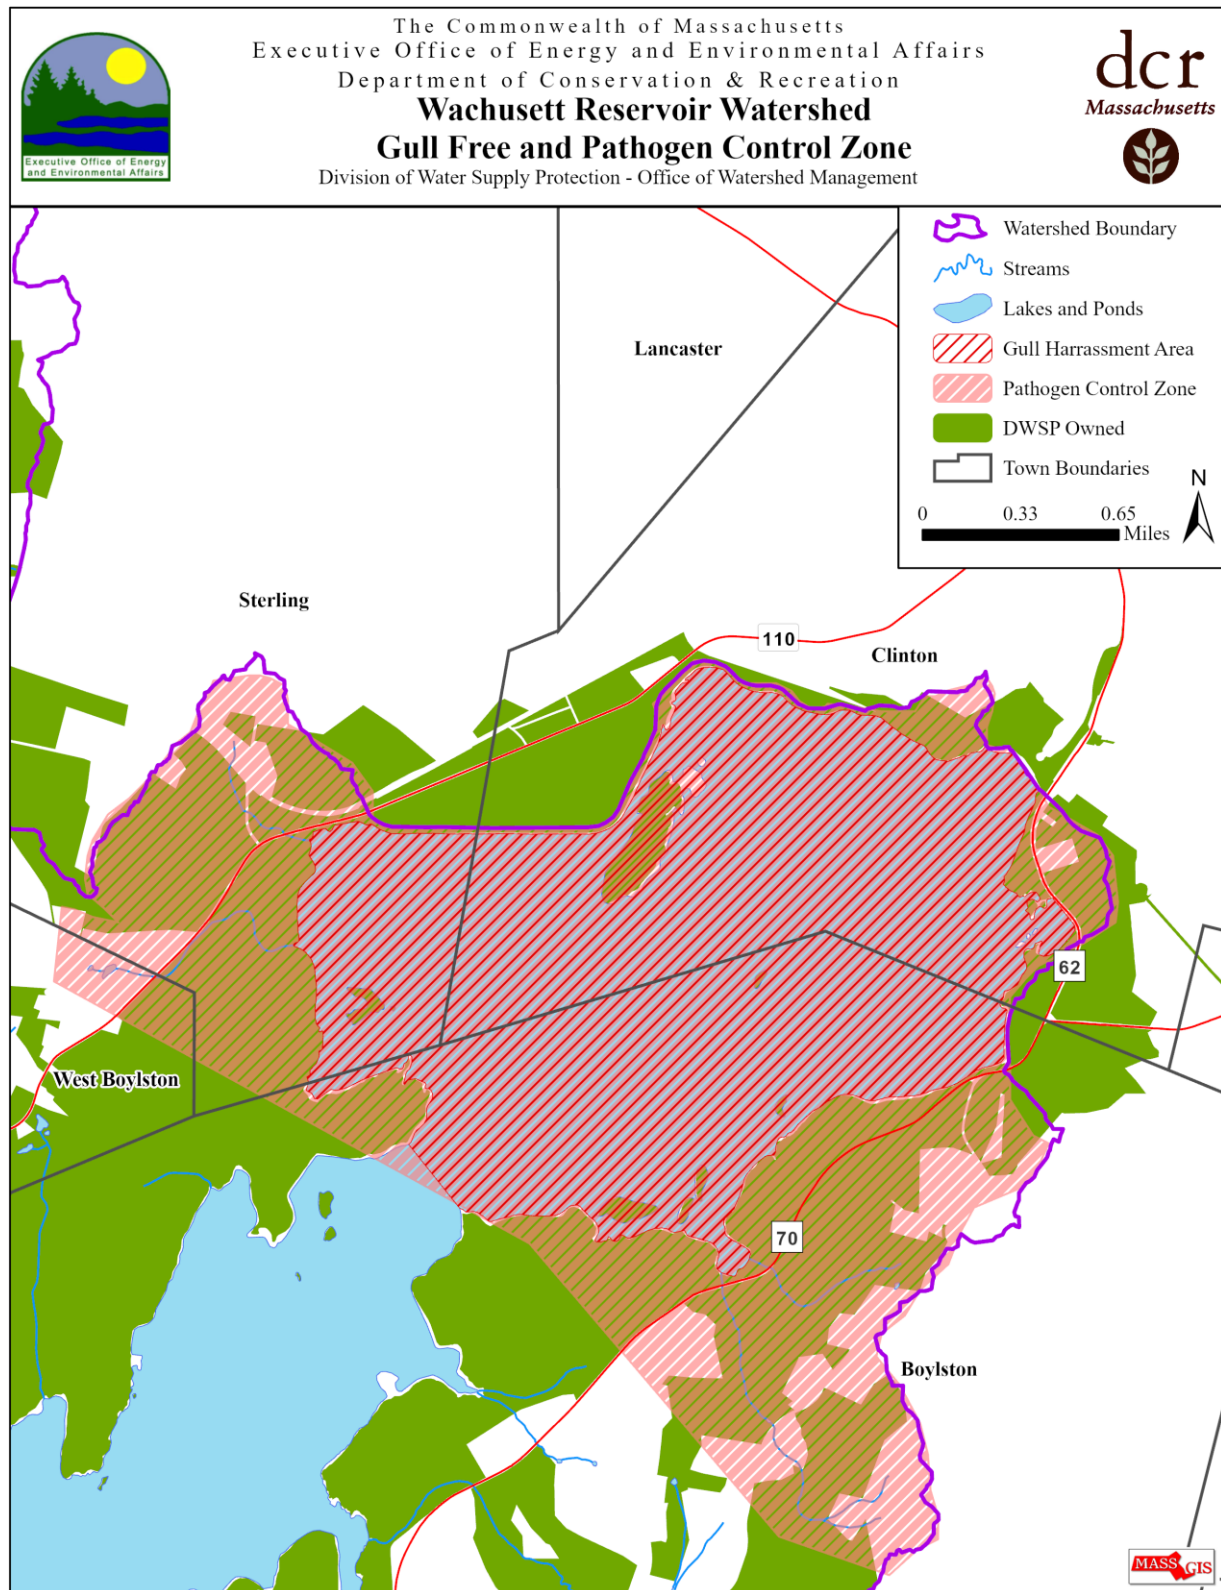 The Commonwealth of Massachusetts
Executive Office of Energy and Environmental Affairs
Department of Conservation & Recreation
Wachusett Reservoir Watershed
Gull Free and Pathogen Control Zone
Division of Water Supply Protection - Office of Watershed Management
Executive Office of Energy
and Environmental Affairs
dcr
Massachusetts
Watershed Boundary
Streams
Lakes and Ponds
Gull Harrassment Area
Pathogen Control Zone
DWSP Owned
Town Boundaries
N
0 0.33 0.65
Miles
Lancaster
Sterling
110
Clinton
62
West Boylston
70
Boylston
MASS GIS